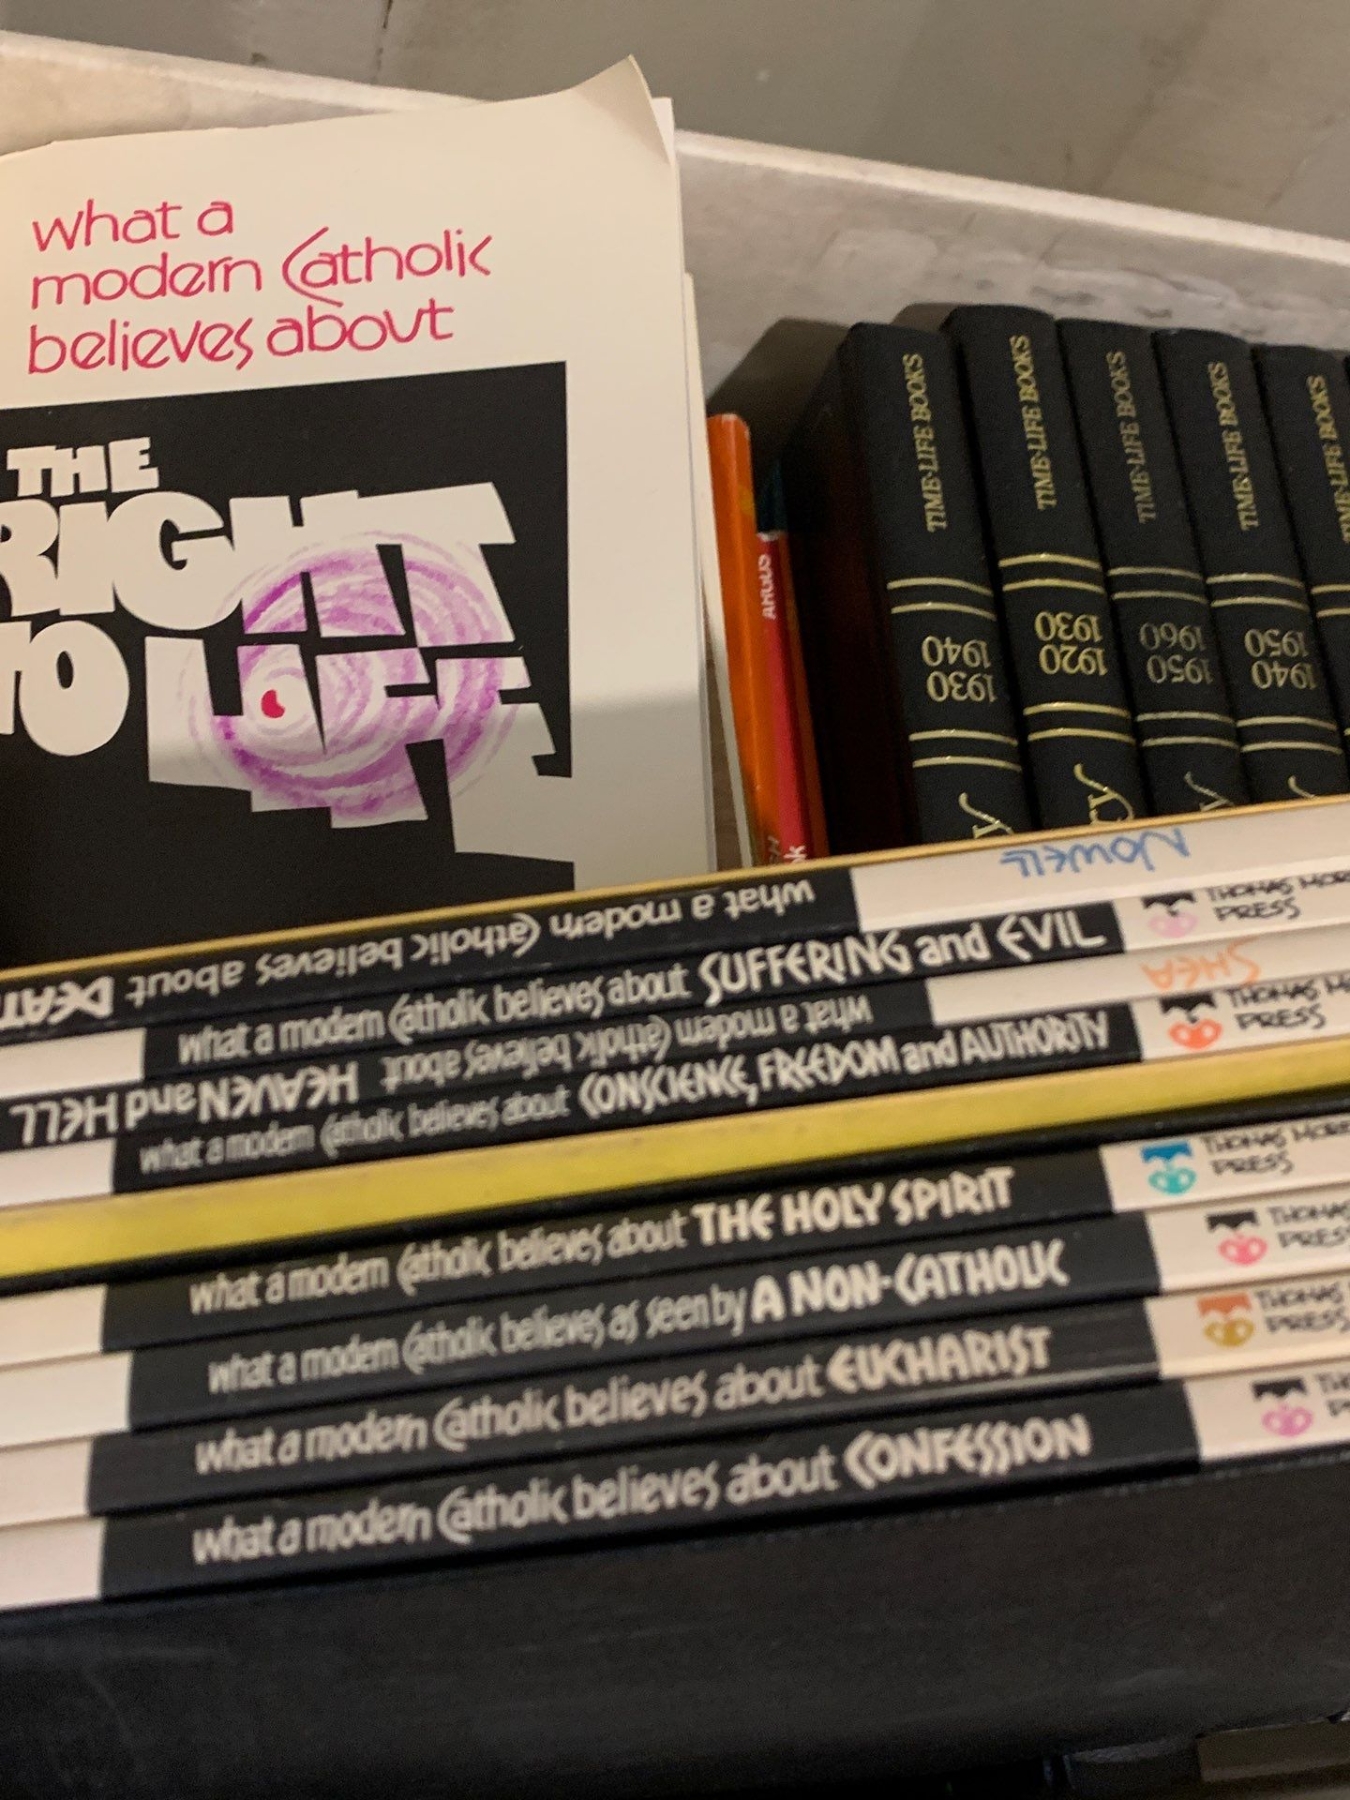 what a
modern Catholic
believes about
THE
RIGHT
TO LIFE
ARGUS
TIME-LIFE BOOKS
1930
1940
TIME-LIFE BOOKS
1920
1930
TIME-LIFE BOOKS
1950
1960
TIME-LIFE BOOKS
1940
1950
TIME-LIFE BOOKS
what a modern Catholic believes about
NOWELL
what a modern Catholic believes about SUFFERING and EVIL
THOMAS
PRESS
what a modern Catholic believes about HEAVEN and HELL
SHEA
what a modern Catholic believes about CONSCIENCE, FREEDOM and AUTHORITY
THOMAS
PRESS
what a modern Catholic believes about THE HOLY SPIRIT
THOMAS MORE
PRESS
what a modern Catholic believes as seen by A NON-CATHOLIC
THOMAS
PRESS
what a modern Catholic believes about EUCHARIST
THOMAS
PRESS
what a modern Catholic believes about CONFESSION